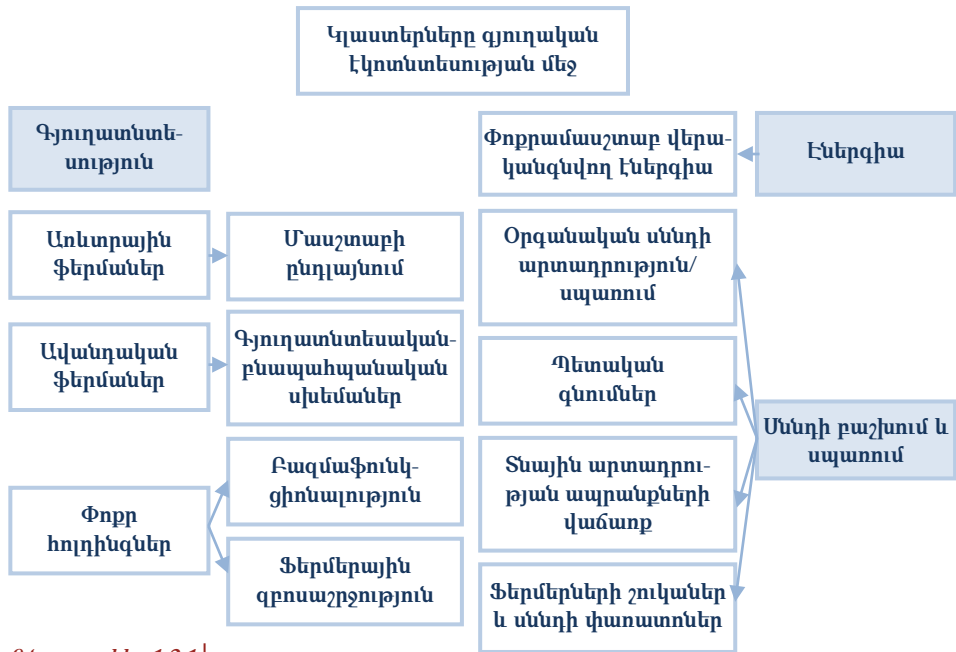 Կլաստերները գյուղական
էկոտնտեսության մեջ
Գյուղատնտե-
սություն
Փոքրամասշտաբ վերա-
կանգնվող էներգիա
Էներգիա
Առևտրային
ֆերմաներ
Մասշտաբի
ընդլայնում
Օրգանական սննդի
արտադրություն/
սպառում
Ավանդական
ֆերմաներ
Գյուղատնտեսական-
բնապահպանական
սխեմաներ
Պետական
գնումներ
Սննդի բաշխում և
սպառում
Փոքր
հոլդինգներ
Բազմաֆունկ-
ցիոնալություն
Տնային արտադրու-
թյան ապրանքների
վաճառք
Ֆերմերային
զբոսաշրջություն
Ֆերմերների շուկաներ
և սննդի փառատոներ